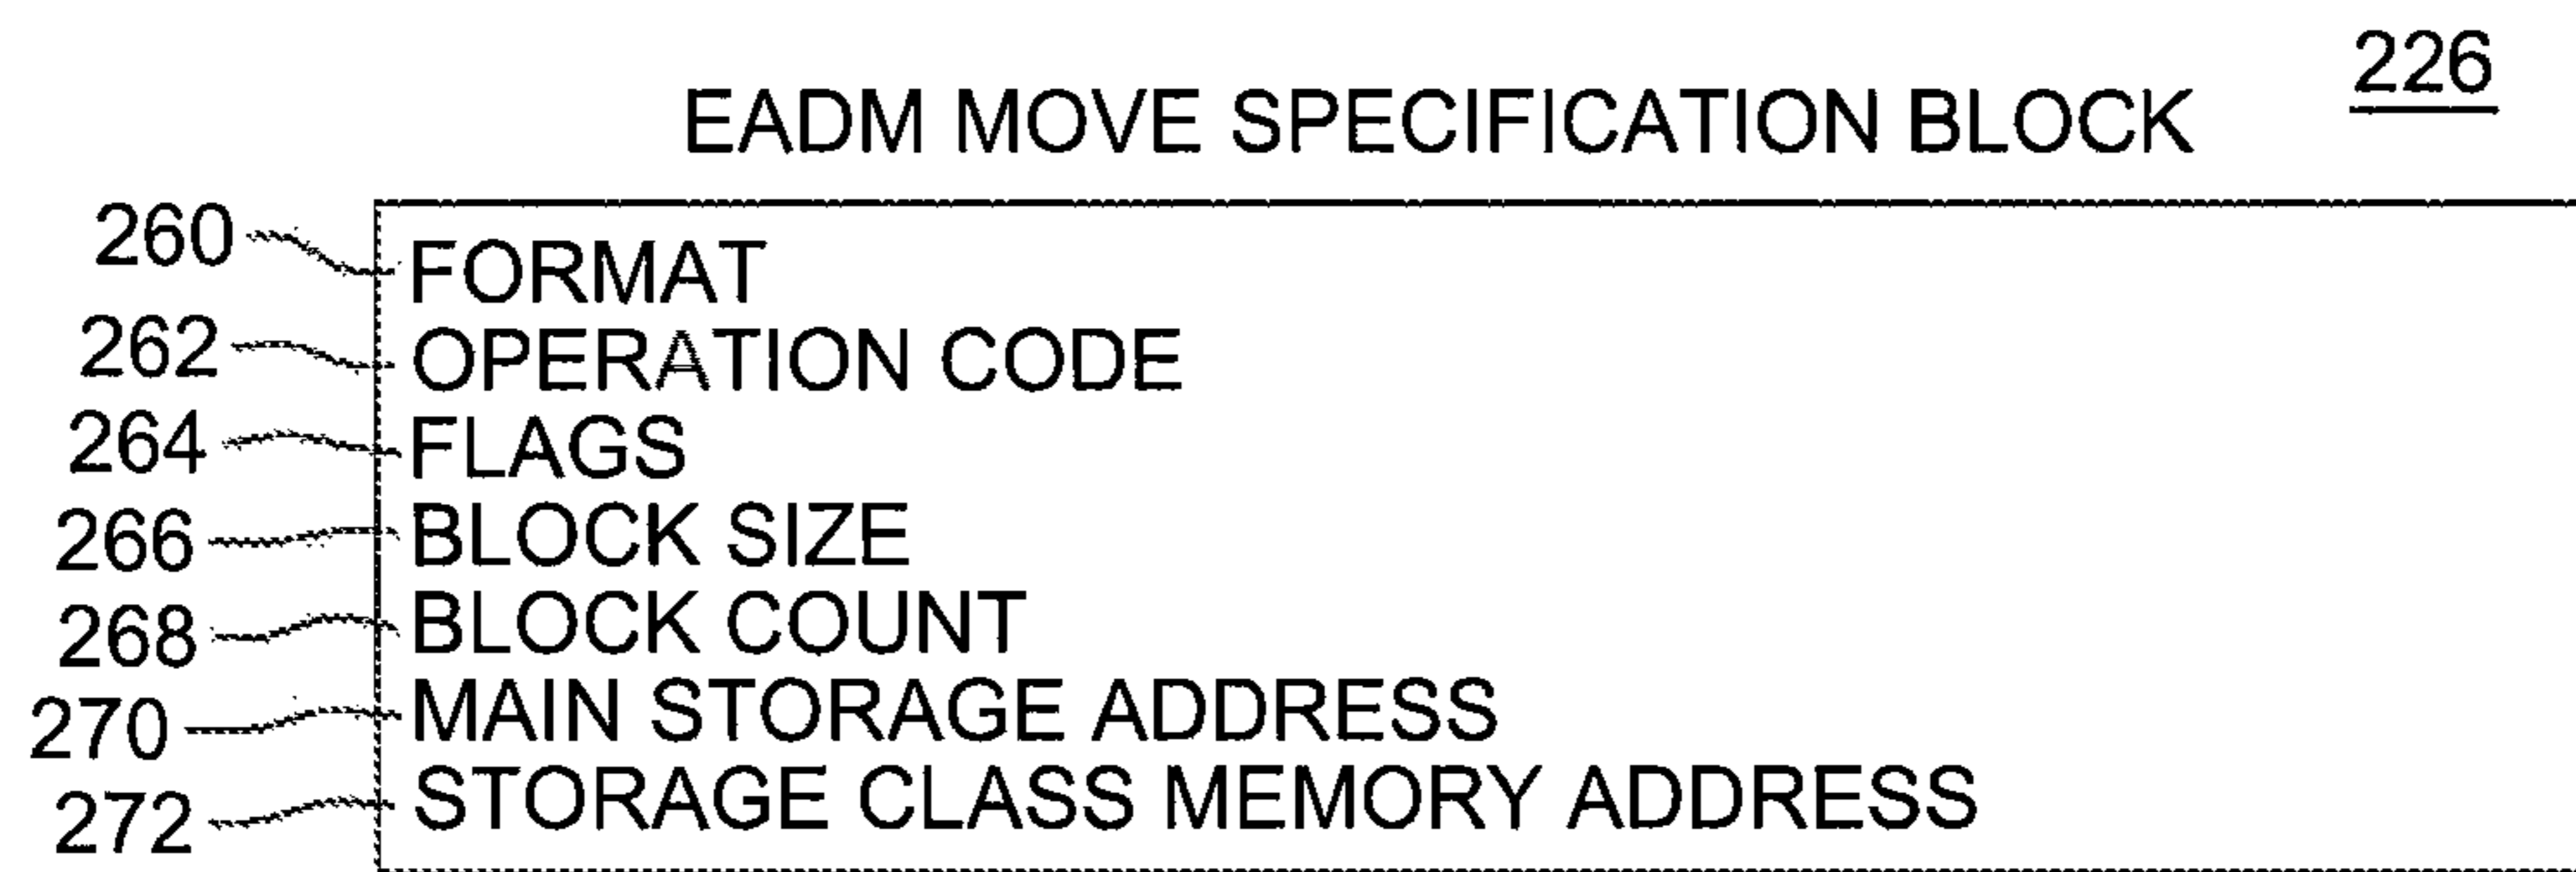 226
EADM MOVE SPECIFICATION BLOCK
260 FORMAT
262 OPERATION CODE
264 FLAGS
266 BLOCK SIZE
268 BLOCK COUNT
270 MAIN STORAGE ADDRESS
272 STORAGE CLASS MEMORY ADDRESS